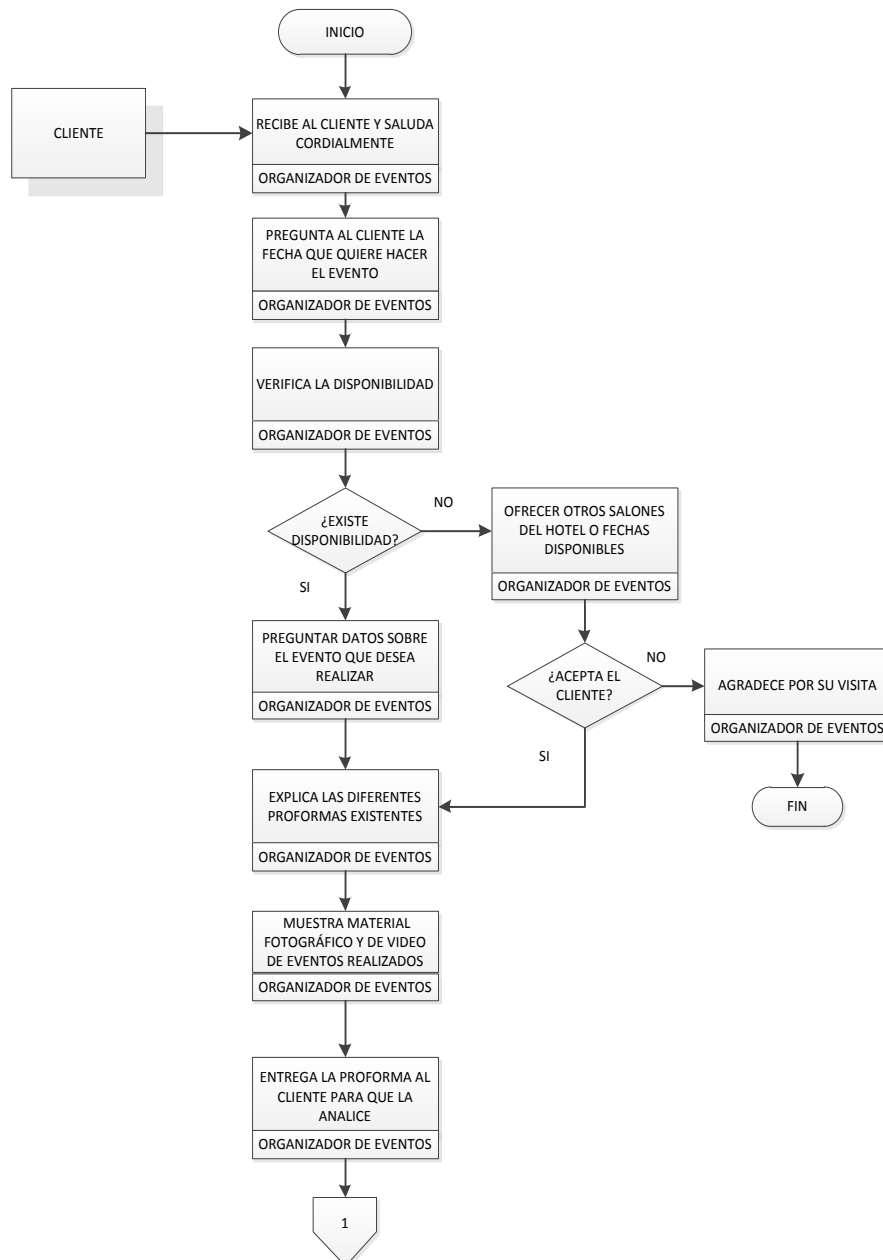 INICIO
CLIENTE
RECIBE AL CLIENTE Y SALUDA
CORDIALMENTE
ORGANIZADOR DE EVENTOS
PREGUNTA AL CLIENTE LA
FECHA QUE QUIERE HACER
EL EVENTO
ORGANIZADOR DE EVENTOS
VERIFICA LA DISPONIBILIDAD
ORGANIZADOR DE EVENTOS
¿EXISTE
DISPONIBILIDAD?
NO
OFRECER OTROS SALONES
DEL HOTEL O FECHAS
DISPONIBLES
ORGANIZADOR DE EVENTOS
SI
PREGUNTAR DATOS SOBRE
EL EVENTO QUE DESEA
REALIZAR
ORGANIZADOR DE EVENTOS
¿ACEPTA EL
CLIENTE?
NO
AGRADECE POR SU VISITA
ORGANIZADOR DE EVENTOS
FIN
SI
EXPLICA LAS DIFERENTES
PROFORMAS EXISTENTES
ORGANIZADOR DE EVENTOS
MUESTRA MATERIAL
FOTOGRÁFICO Y DE VIDEO
DE EVENTOS REALIZADOS
ORGANIZADOR DE EVENTOS
ENTREGA LA PROFORMA AL
CLIENTE PARA QUE LA
ANALICE
ORGANIZADOR DE EVENTOS
1